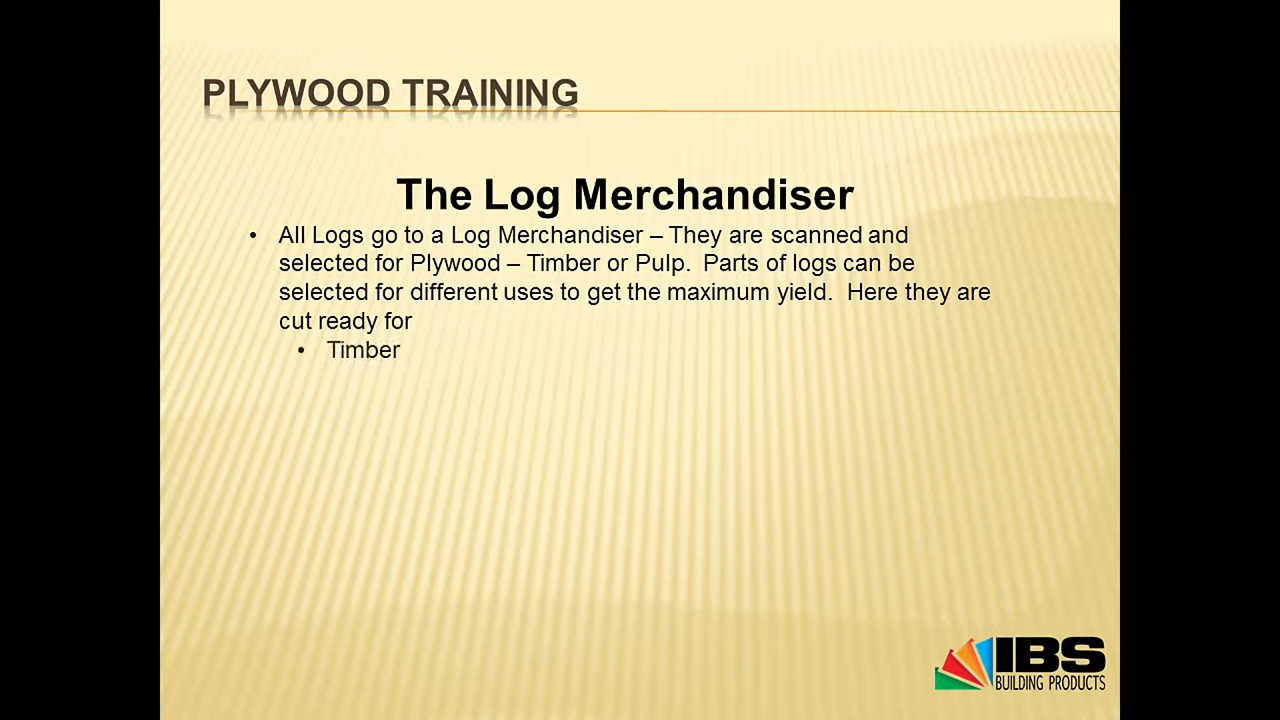 PLYWOOD TRAINING
The Log Merchandiser
• All Logs go to a Log Merchandiser – They are scanned and
selected for Plywood – Timber or Pulp.  Parts of logs can be
selected for different uses to get the maximum yield.  Here they are
cut ready for
• Timber
IBS
BUILDING PRODUCTS